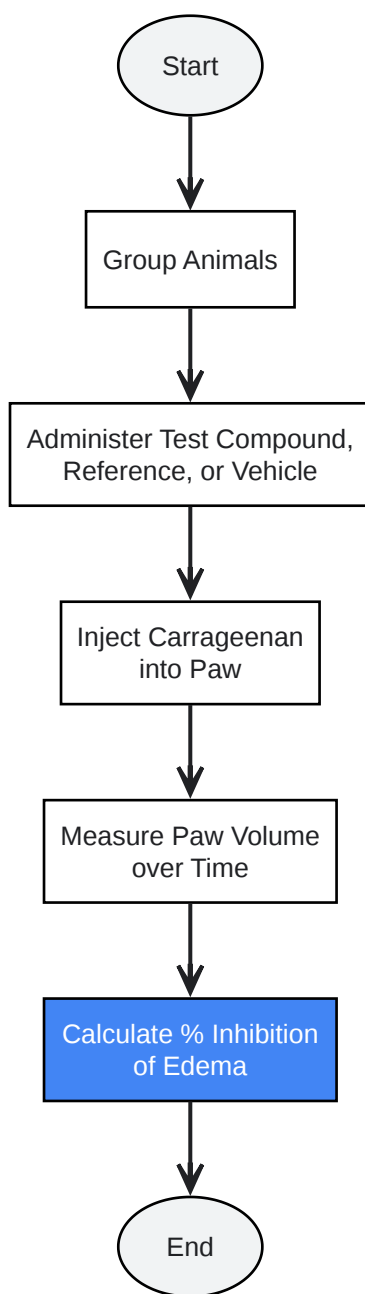 Start
Group Animals
Administer Test Compound,
Reference, or Vehicle
Inject Carrageenan
into Paw
Measure Paw Volume
over Time
Calculate % Inhibition
of Edema
End